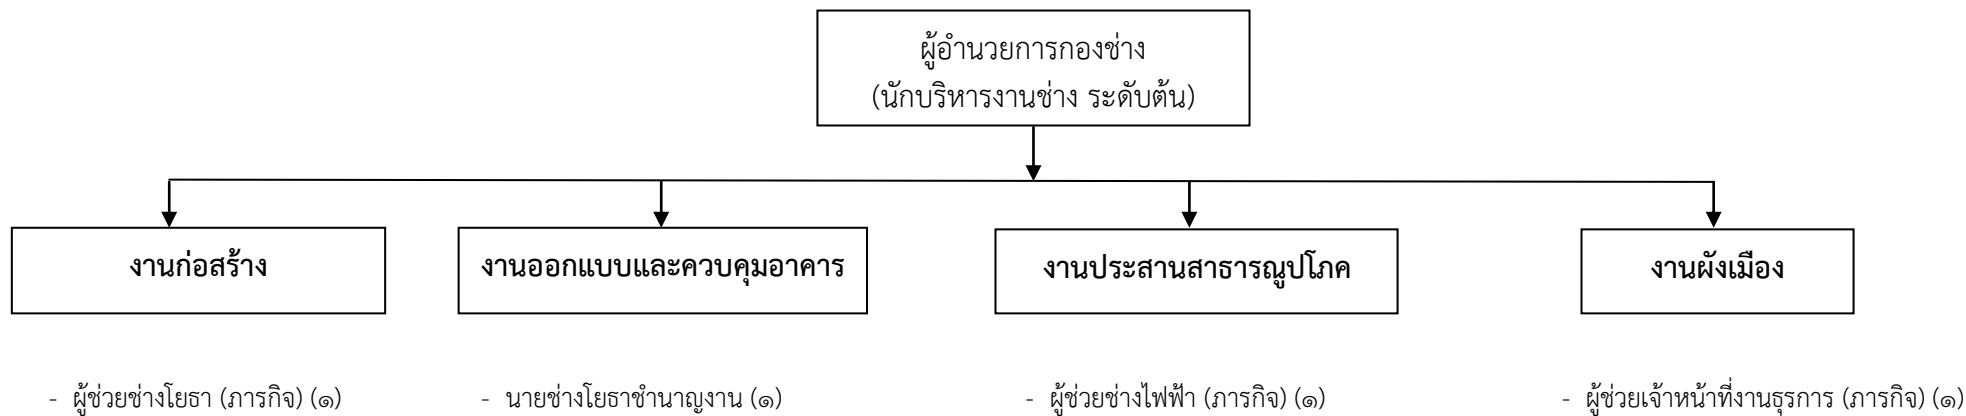 ผู้อำนวยการกองช่าง
(นักบริหารงานช่าง ระดับต้น)
งานก่อสร้าง
งานออกแบบและควบคุมอาคาร
งานประสานสาธารณูปโภค
งานผังเมือง
- ผู้ช่วยช่างโยธา (ภารกิจ) (๑)
- นายช่างโยธาชำนาญงาน (๑)
- ผู้ช่วยช่างไฟฟ้า (ภารกิจ) (๑)
- ผู้ช่วยเจ้าหน้าที่งานธุรการ (ภารกิจ) (๑)